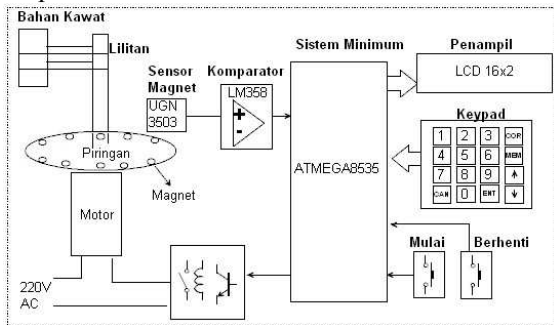 Bahan Kawat
Lilitan
Sensor
Magnet
UGN
3503
Komparator
LM358
+
-
Sistem Minimum
ATMEGA8535
Penampil
LCD 16x2
Keypad
1 2 3 COR
4 5 6 MEM
7 8 9 ↑
CAN 0 ENT ↓
Piringan
Magnet
Motor
220V
AC
Mulai
Berhenti